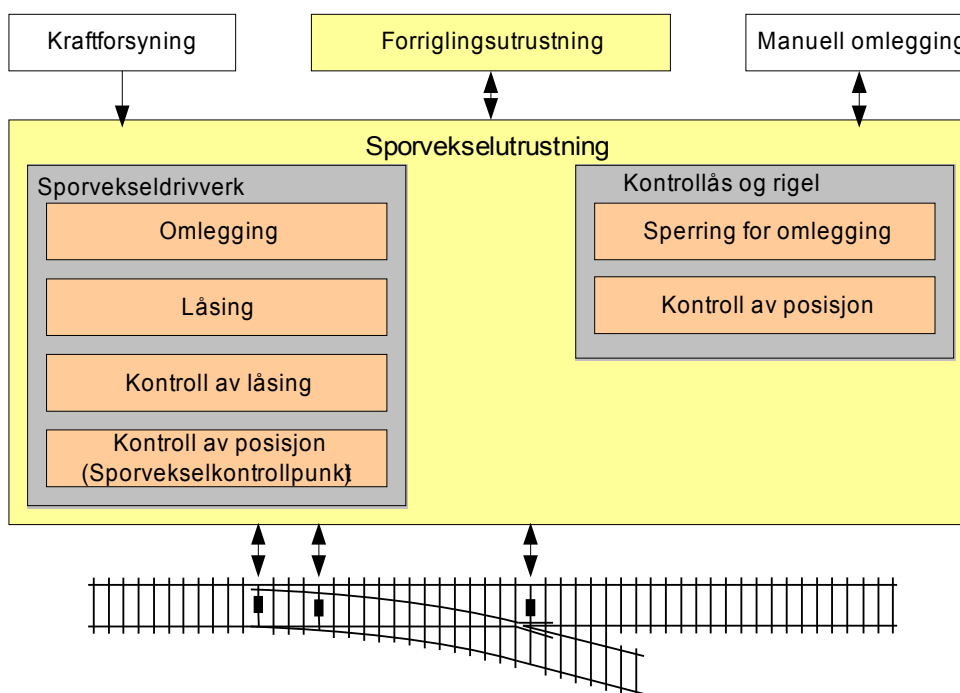 Kraftforsyning
Forriglingsutrustning
Manuell omlegging
Sporvekselutrustning
Sporvekseldrivverk
Omlegging
Låsing
Kontroll av låsing
Kontroll av posisjon
(Sporvekselkontrollpunkt)
Kontrollås og rigel
Sperring for omlegging
Kontroll av posisjon